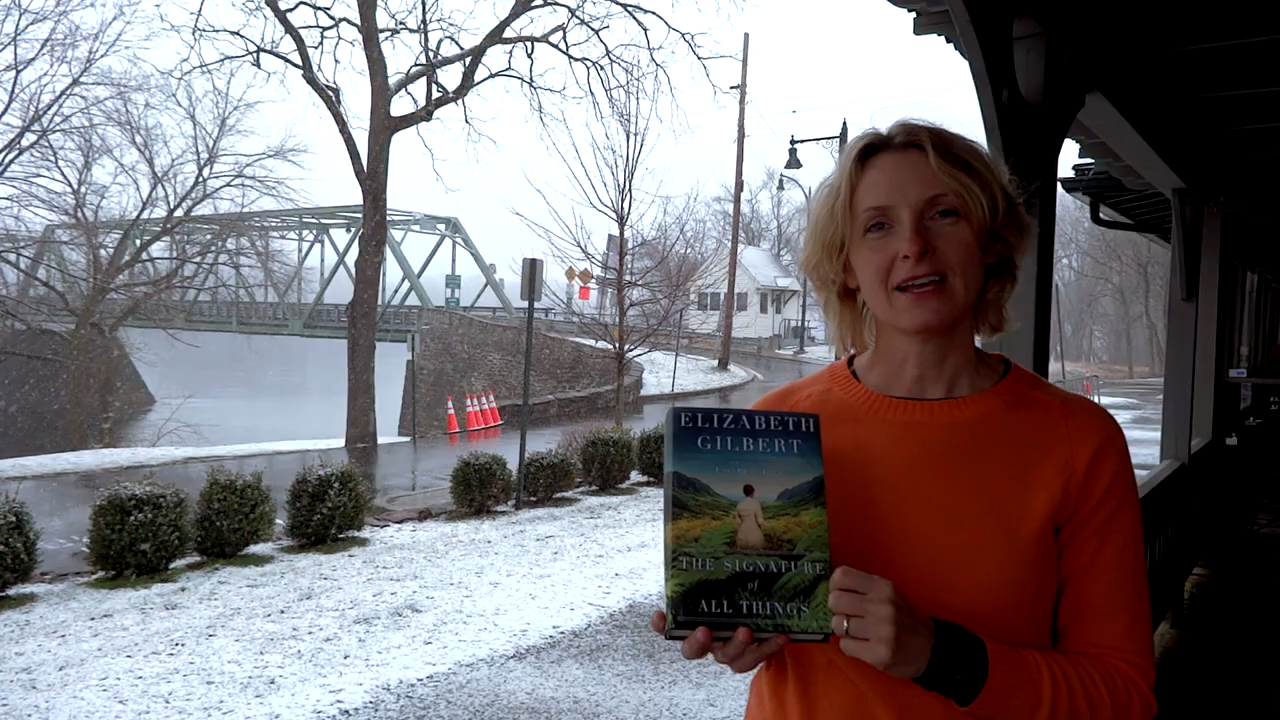 ELIZABETH
GILBERT
THE SIGNATURE
of
ALL THINGS